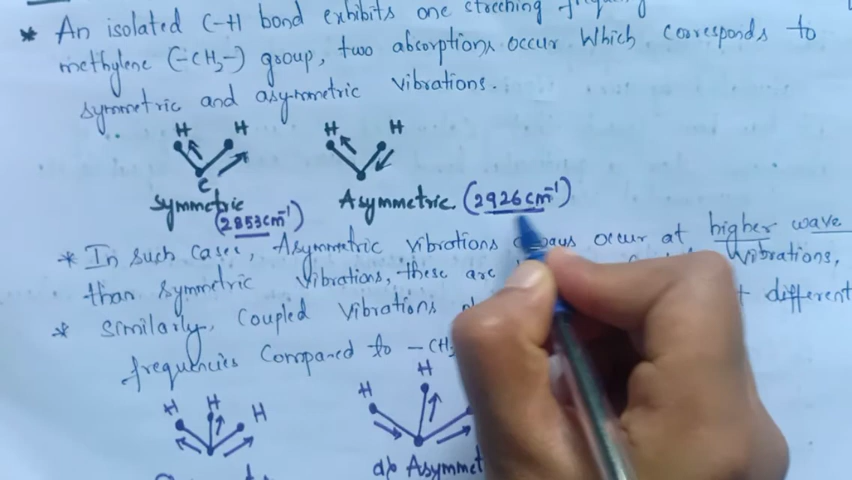 * An isolated C-H bond exhibits one streching
methylene (-CH2-) group, two absorptions occur which corresponds to
symmetric and asymmetric vibrations.
H H H H
C
Symmetric Asymmetric (2926 cm-1)
(2853 cm-1)
* In such cases, Asymmetric vibrations always occur at higher wave
than symmetric vibrations, these are vibrations,
* Similarly, Coupled vibrations different
frequencies Compared to -CH
H H H H H
Asymmet